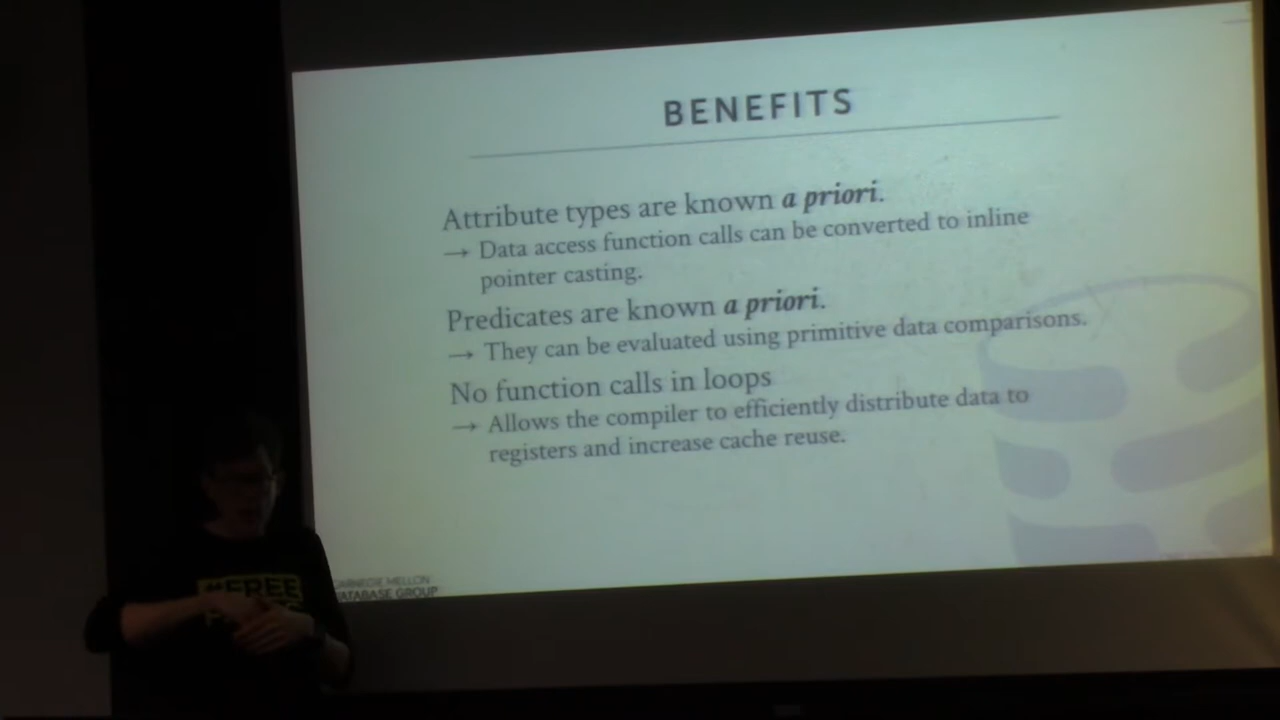 BENEFITS
Attribute types are known a priori.
→ Data access function calls can be converted to inline
pointer casting.
Predicates are known a priori.
→ They can be evaluated using primitive data comparisons.
No function calls in loops
→ Allows the compiler to efficiently distribute data to
registers and increase cache reuse.
CARNEGIE MELLON
DATABASE GROUP
#FREE